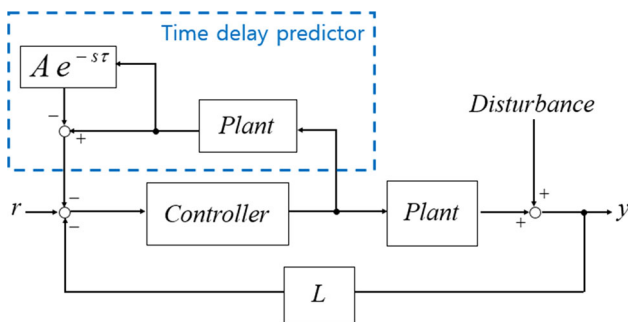 Time delay predictor
A e^{-sτ}
−
+
Plant
Disturbance
−
+
r
Controller
Plant
+
y
−
L